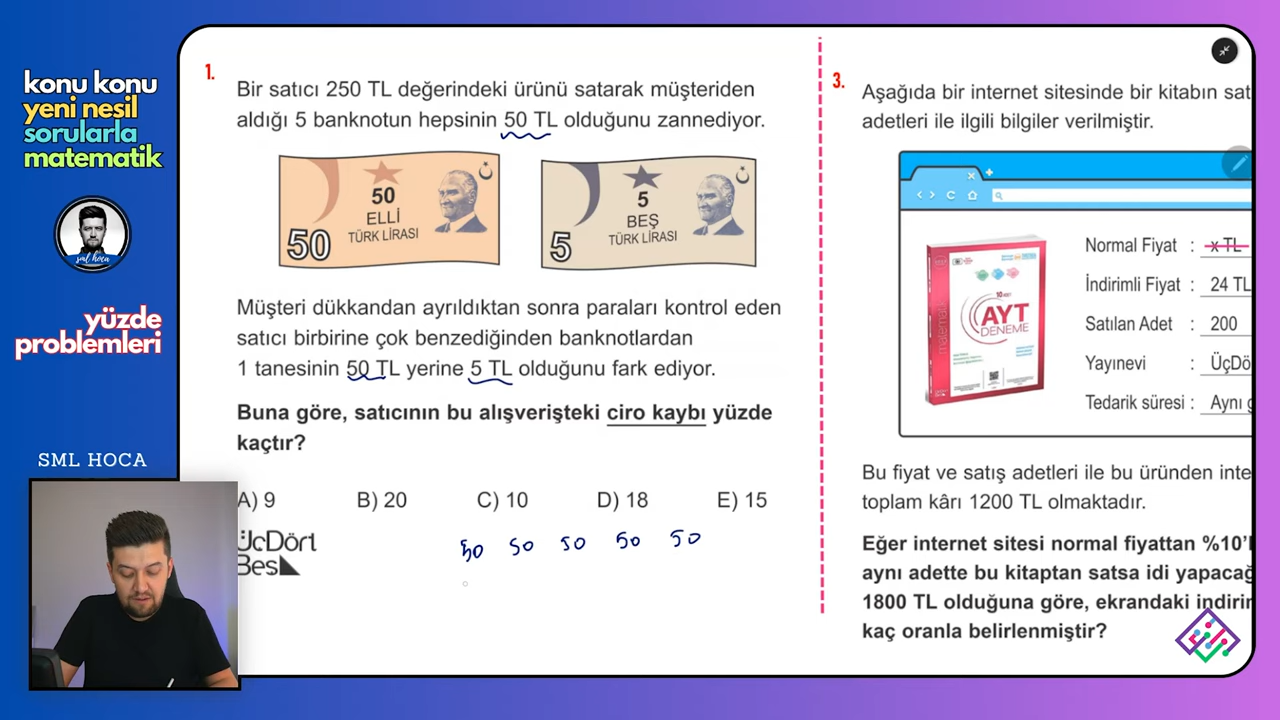 konu konu
yeni nesil
sorularla
matematik
sml hoca
yüzde
problemleri
SML HOCA
1.
Bir satıcı 250 TL değerindeki ürünü satarak müşteriden
aldığı 5 banknotun hepsinin 50 TL olduğunu zannediyor.
50
ELLİ
TÜRK LİRASI
50
5
BEŞ
TÜRK LİRASI
5
Müşteri dükkandan ayrıldıktan sonra paraları kontrol eden
satıcı birbirine çok benzediğinden banknotlardan
1 tanesinin 50 TL yerine 5 TL olduğunu fark ediyor.
Buna göre, satıcının bu alışverişteki ciro kaybı yüzde
kaçtır?
A) 9 B) 20 C) 10 D) 18 E) 15
ÜçDört
Beş
50 50 50 50 50
3.
Aşağıda bir internet sitesinde bir kitabın sat
adetleri ile ilgili bilgiler verilmiştir.
AYT
DENEME
matematik
Normal Fiyat : x TL
İndirimli Fiyat : 24 TL
Satılan Adet : 200
Yayınevi : ÜçDö
Tedarik süresi : Aynı g
Bu fiyat ve satış adetleri ile bu üründen inte
toplam kârı 1200 TL olmaktadır.
Eğer internet sitesi normal fiyattan %10'l
aynı adette bu kitaptan satsa idi yapacağ
1800 TL olduğuna göre, ekrandaki indirin
kaç oranla belirlenmiştir?